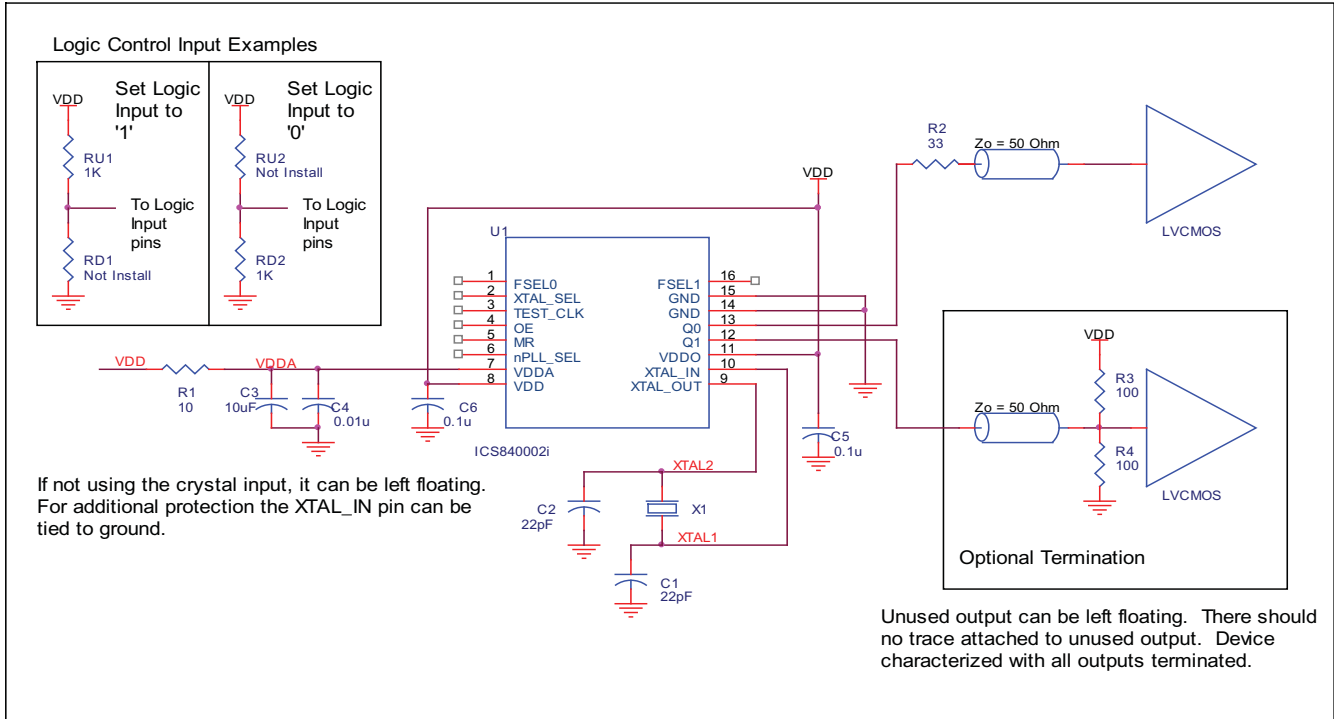 Logic Control Input Examples
Set Logic
Input to
'1'
VDD
RU1
1K
To Logic
Input
pins
RD1
Not Install
Set Logic
Input to
'0'
VDD
RU2
Not Install
To Logic
Input
pins
RD2
1K
VDD
R1
10
VDDA
C3
10uF
C4
0.01u
C6
0.1u
U1
1 FSEL0
2 XTAL_SEL
3 TEST_CLK
4 OE
5 MR
6 nPLL_SEL
7 VDDA
8 VDD
FSEL1 16
GND 15
GND 14
Q0 13
Q1 12
VDDO 11
XTAL_IN 10
XTAL_OUT 9
ICS840002i
VDD
C5
0.1u
XTAL2
C2
22pF
X1
XTAL1
C1
22pF
R2
33
Zo = 50 Ohm
LVCMOS
VDD
R3
100
Zo = 50 Ohm
R4
100
LVCMOS
Optional Termination
If not using the crystal input, it can be left floating.
For additional protection the XTAL_IN pin can be
tied to ground.
Unused output can be left floating. There should
no trace attached to unused output. Device
characterized with all outputs terminated.